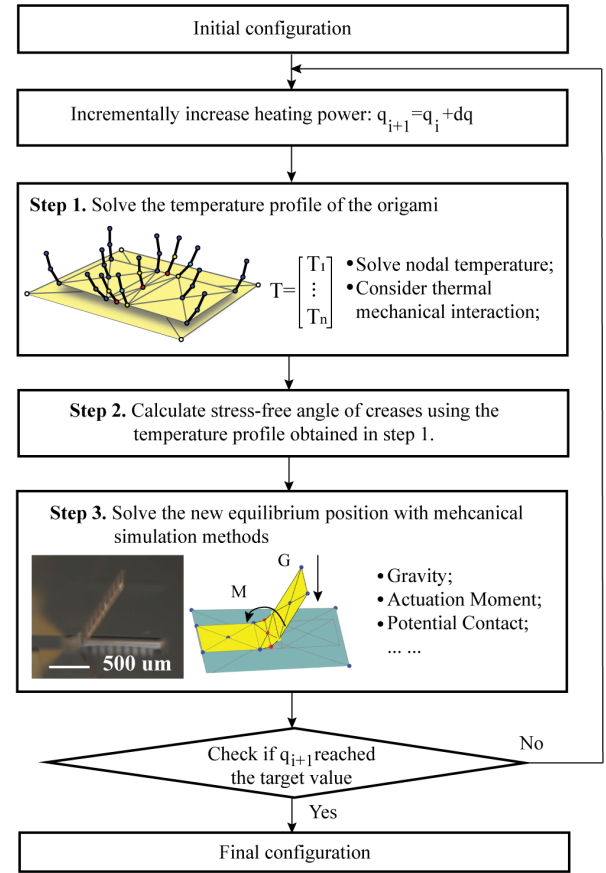 Initial configuration
Incrementally increase heating power: q_{i+1}=q_i+dq
Step 1. Solve the temperature profile of the origami
T=[T₁ ⋮ Tₙ]
•Solve nodal temperature;
•Consider thermal
mechanical interaction;
Step 2. Calculate stress-free angle of creases using the
temperature profile obtained in step 1.
Step 3. Solve the new equilibrium position with mehcanical
simulation methods
500 um
G
M
•Gravity;
•Actuation Moment;
•Potential Contact;
... ...
Check if q_{i+1} reached
the target value
No
Yes
Final configuration